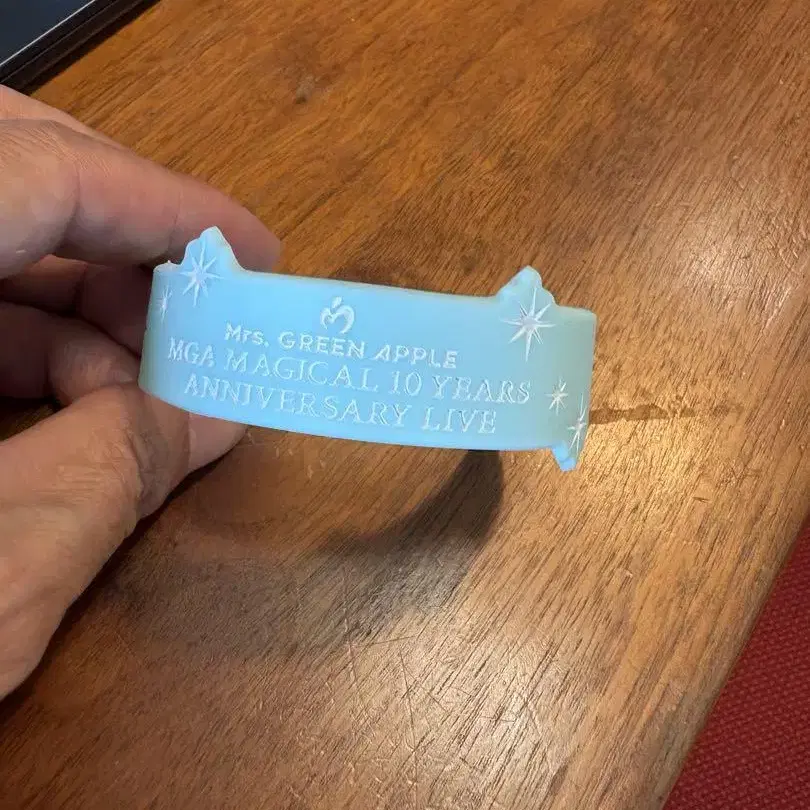 Mrs. GREEN APPLE
MGA MAGICAL 10 YEARS
ANNIVERSARY LIVE